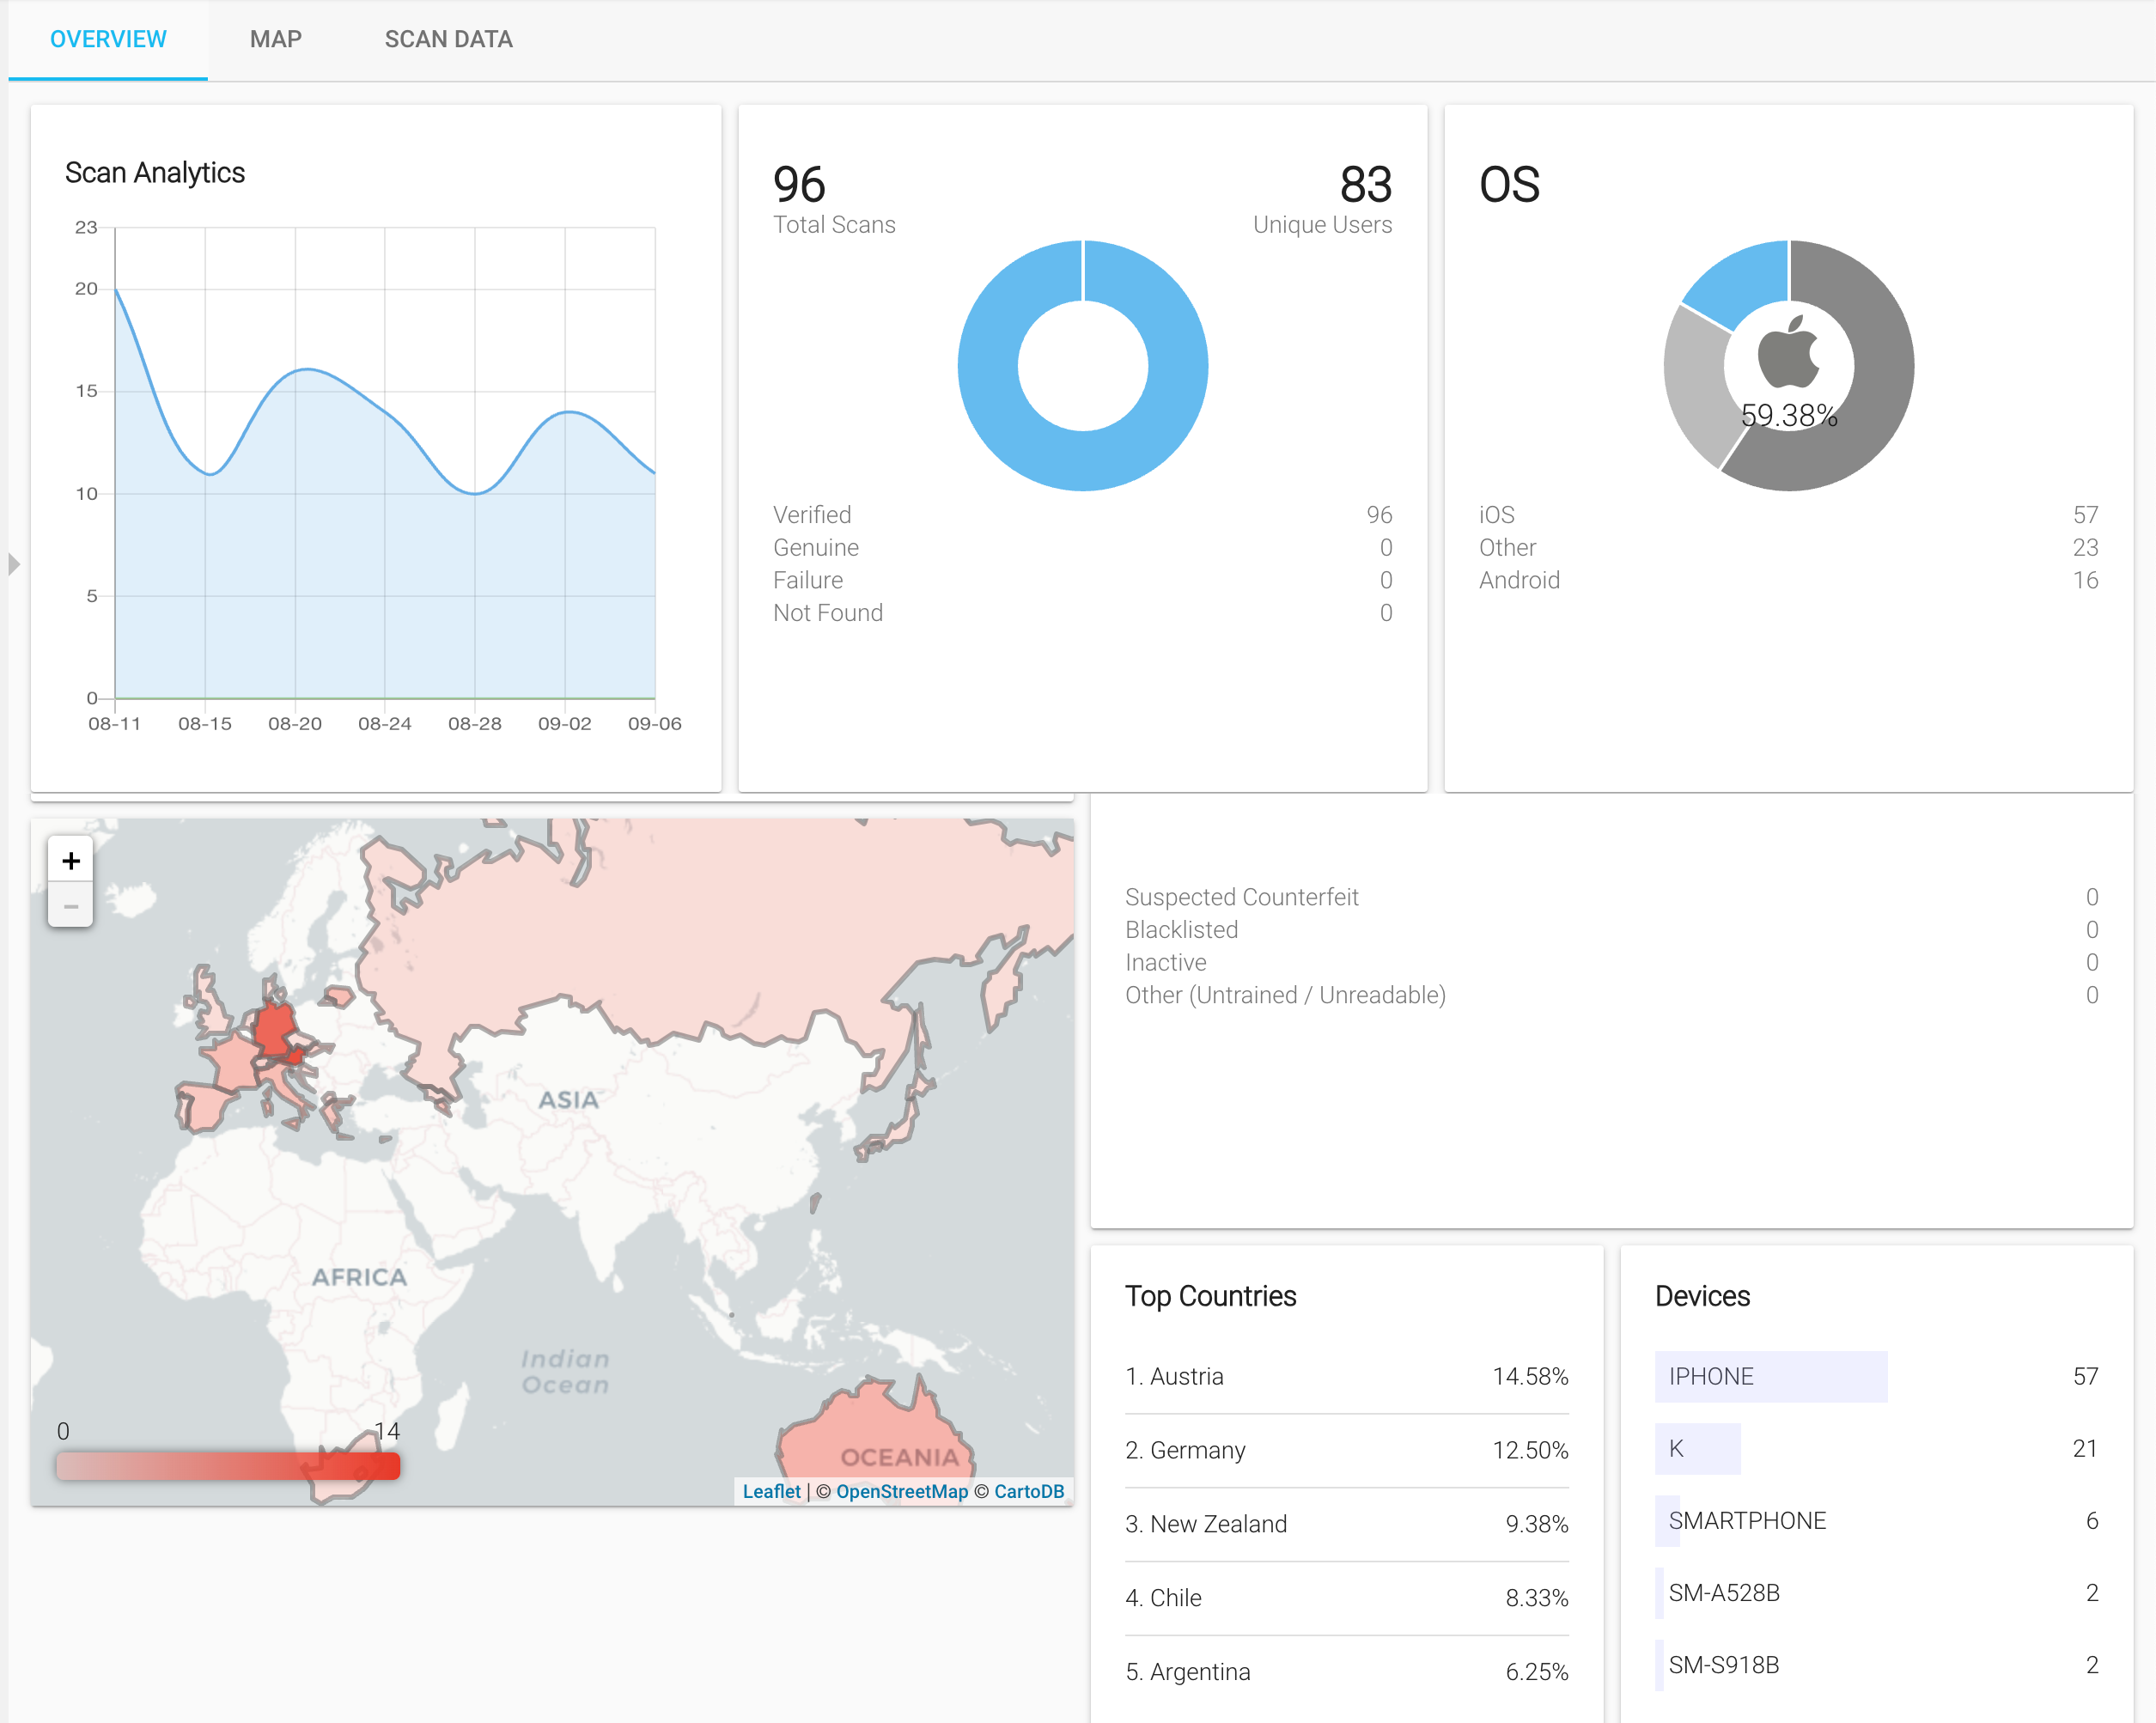 OVERVIEW MAP SCAN DATA
Scan Analytics
23
20
15
10
5
0
08-11 08-15 08-20 08-24 08-28 09-02 09-06
96 83
Total Scans Unique Users
Verified 96
Genuine 0
Failure 0
Not Found 0
OS
59.38%
iOS 57
Other 23
Android 16
+
−
ASIA
AFRICA
Indian
Ocean
OCEANIA
0 14
Leaflet | © OpenStreetMap © CartoDB
Suspected Counterfeit 0
Blacklisted 0
Inactive 0
Other (Untrained / Unreadable) 0
Top Countries
1. Austria 14.58%
2. Germany 12.50%
3. New Zealand 9.38%
4. Chile 8.33%
5. Argentina 6.25%
Devices
IPHONE 57
K 21
SMARTPHONE 6
SM-A528B 2
SM-S918B 2